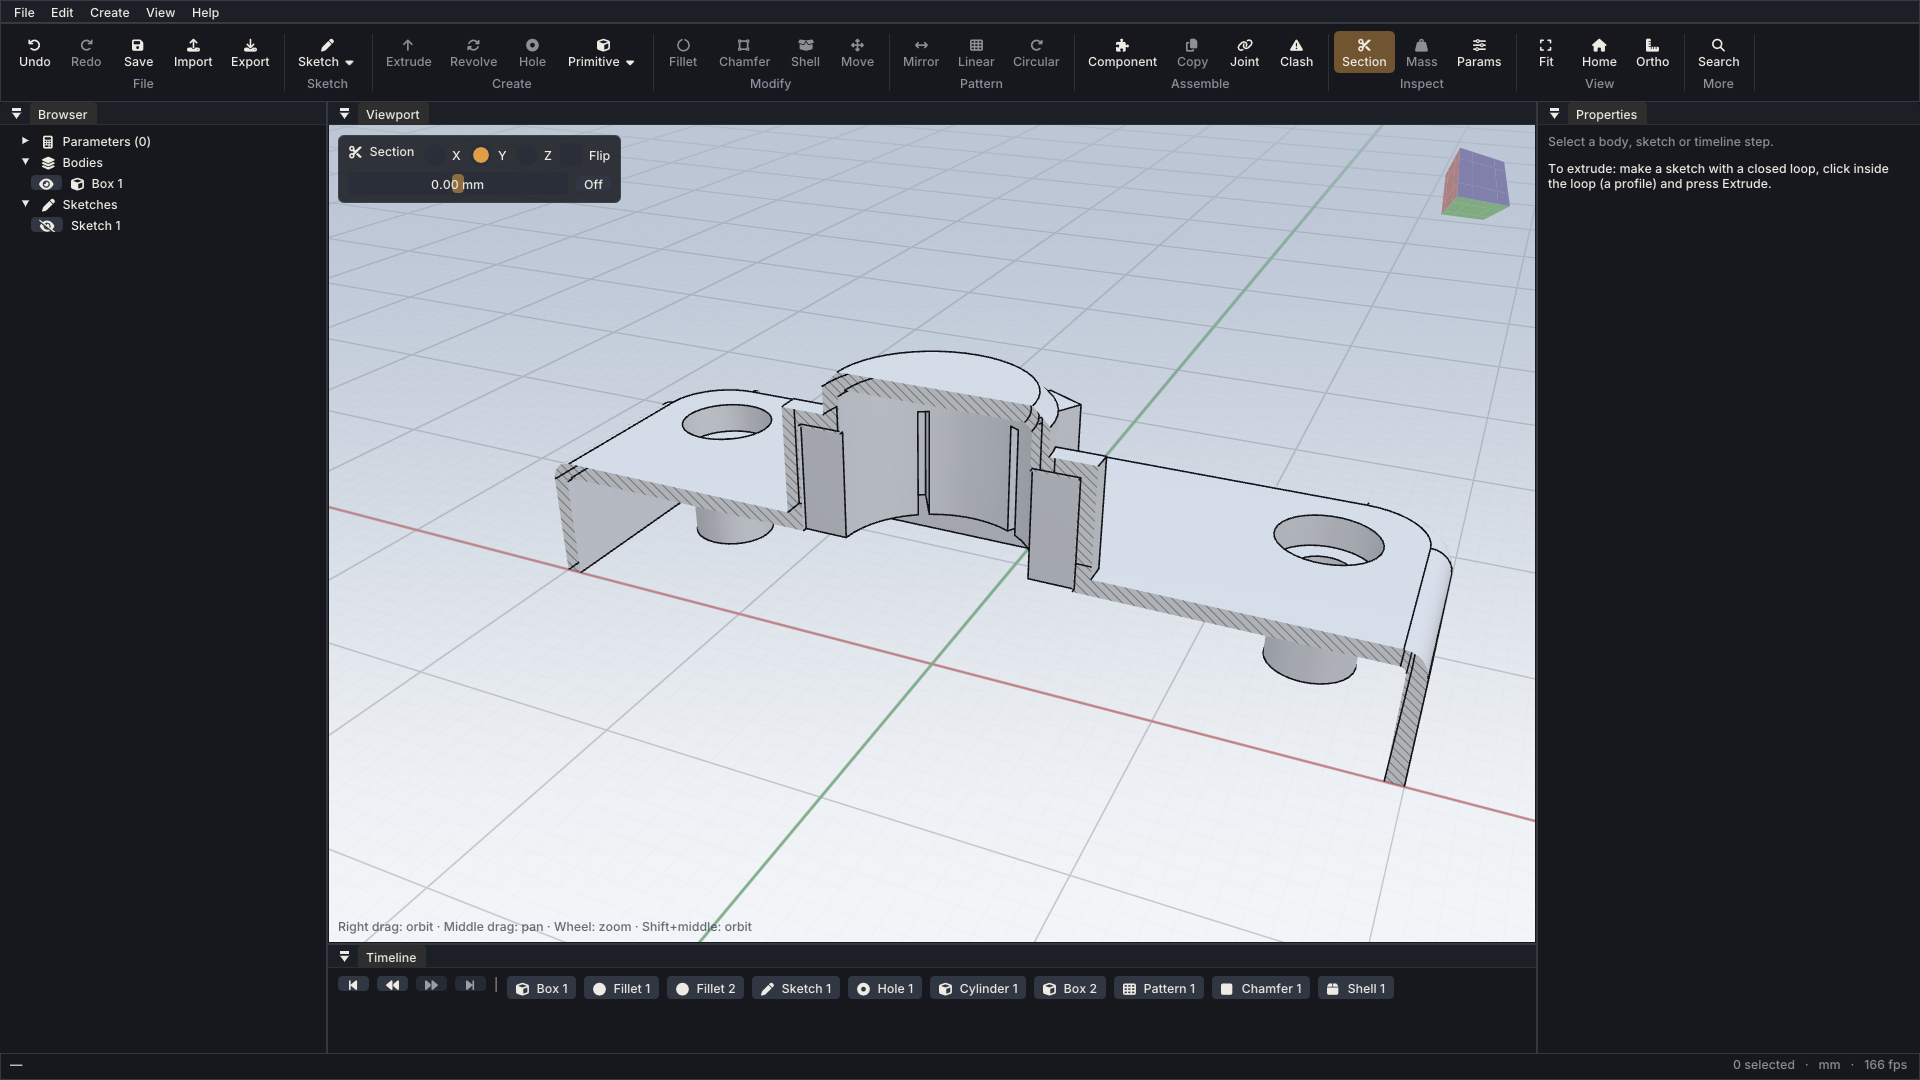 File Edit Create View Help
Undo Redo Save Import Export Sketch Extrude Revolve Hole Primitive Fillet Chamfer Shell Move Mirror Linear Circular Component Copy Joint Clash Section Mass Params Fit Home Ortho Search
File Sketch Create Modify Pattern Assemble Inspect View More
Browser
Parameters (0)
Bodies
Box 1
Sketches
Sketch 1
Viewport
Section X Y Z Flip
0.00 mm Off
Right drag: orbit · Middle drag: pan · Wheel: zoom · Shift+middle: orbit
Timeline
Box 1 Fillet 1 Fillet 2 Sketch 1 Hole 1 Cylinder 1 Box 2 Pattern 1 Chamfer 1 Shell 1
Properties
Select a body, sketch or timeline step.
To extrude: make a sketch with a closed loop, click inside
the loop (a profile) and press Extrude.
0 selected · mm · 166 fps